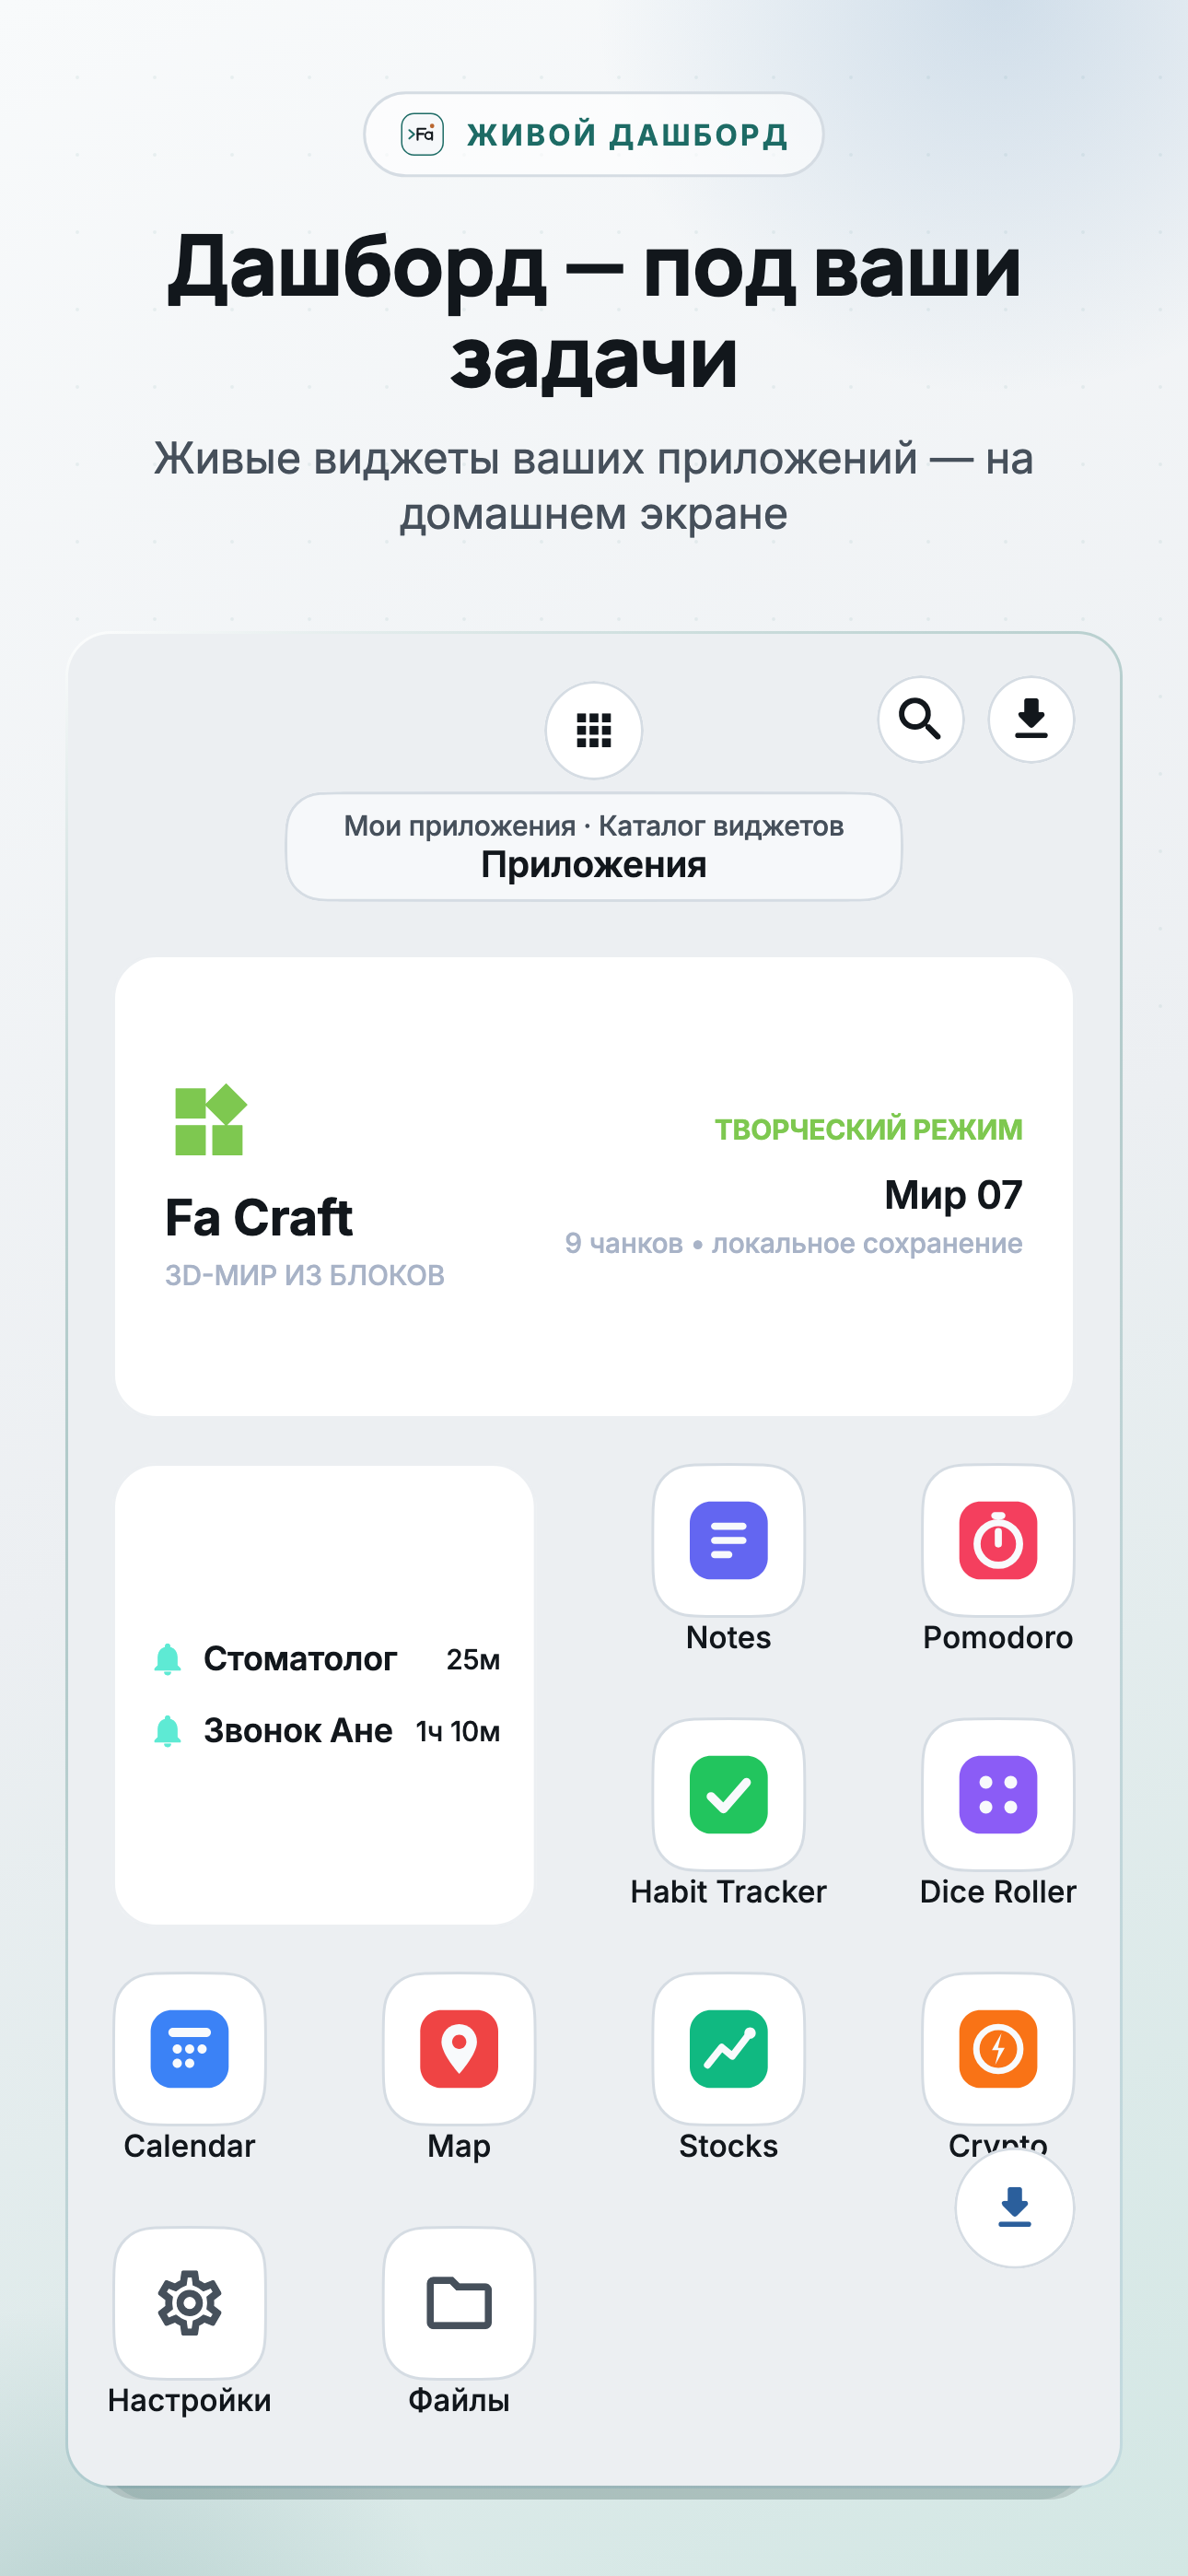 >Fa ЖИВОЙ ДАШБОРД
Дашборд — под ваши
задачи
Живые виджеты ваших приложений — на
домашнем экране
Мои приложения · Каталог виджетов
Приложения
ТВОРЧЕСКИЙ РЕЖИМ
Мир 07
Fa Craft
9 чанков • локальное сохранение
3D-МИР ИЗ БЛОКОВ
Стоматолог 25м
Звонок Ане 1ч 10м
Notes
Pomodoro
Habit Tracker
Dice Roller
Calendar
Map
Stocks
Crypto
Настройки
Файлы